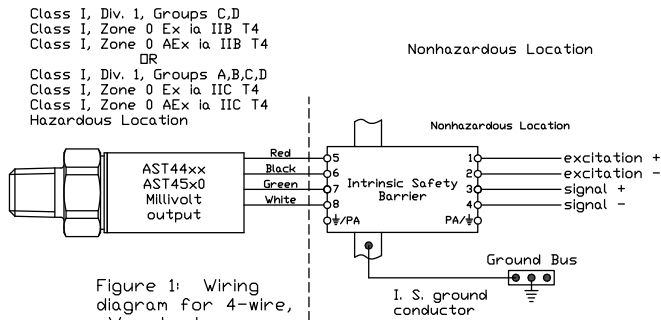 Class I, Div. 1, Groups C,D
Class I, Zone 0 Ex ia IIB T4
Class I, Zone 0 AEx ia IIB T4
OR
Class I, Div. 1, Groups A,B,C,D
Class I, Zone 0 Ex ia IIC T4
Class I, Zone 0 AEx ia IIC T4
Hazardous Location
Nonhazardous Location
Nonhazardous Location
AST44xx
AST45x0
Millivolt
output
Red
Black
Green
White
5
6
7
8
⏚/PA
Intrinsic Safety
Barrier
1
2
3
4
PA/⏚
excitation +
excitation -
signal +
signal -
Ground Bus
I. S. ground
conductor
Figure 1: Wiring
diagram for 4-wire,